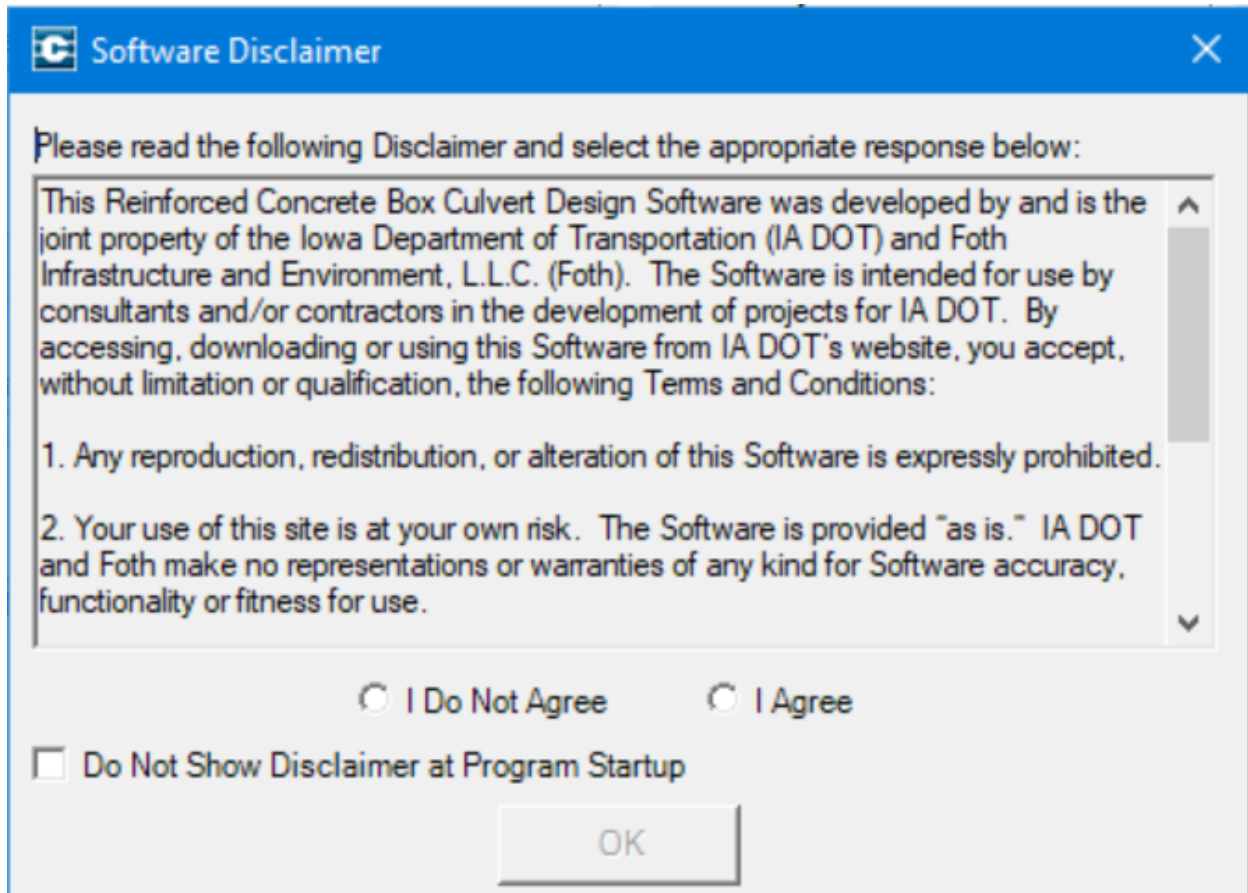 Software Disclaimer
Please read the following Disclaimer and select the appropriate response below:
This Reinforced Concrete Box Culvert Design Software was developed by and is the
joint property of the Iowa Department of Transportation (IA DOT) and Foth
Infrastructure and Environment, L.L.C. (Foth).  The Software is intended for use by
consultants and/or contractors in the development of projects for IA DOT.  By
accessing, downloading or using this Software from IA DOT's website, you accept,
without limitation or qualification, the following Terms and Conditions:
1. Any reproduction, redistribution, or alteration of this Software is expressly prohibited.
2. Your use of this site is at your own risk.  The Software is provided "as is."  IA DOT
and Foth make no representations or warranties of any kind for Software accuracy,
functionality or fitness for use.
I Do Not Agree I Agree
Do Not Show Disclaimer at Program Startup
OK